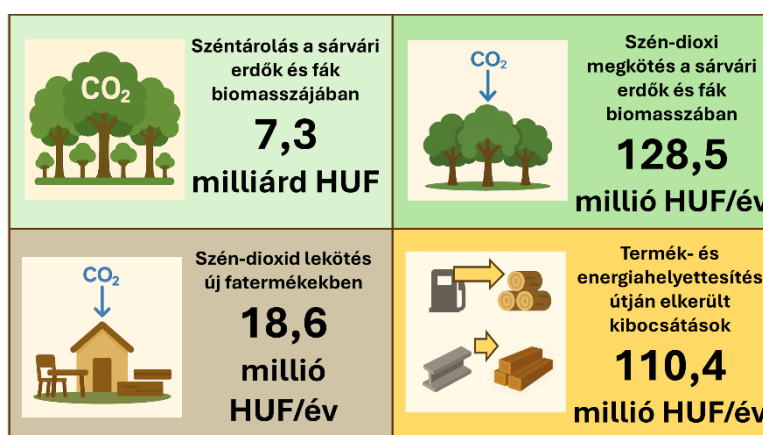 CO₂
Széntárolás a sárvári
erdők és fák
biomasszájában
7,3
milliárd HUF
CO₂
Szén-dioxi
megkötés a sárvári
erdők és fák
biomasszában
128,5
millió HUF/év
CO₂
Szén-dioxid lekötés
új fatermékekben
18,6
millió
HUF/év
Termék- és
energiahelyettesítés
útján elkerült
kibocsátások
110,4
millió HUF/év